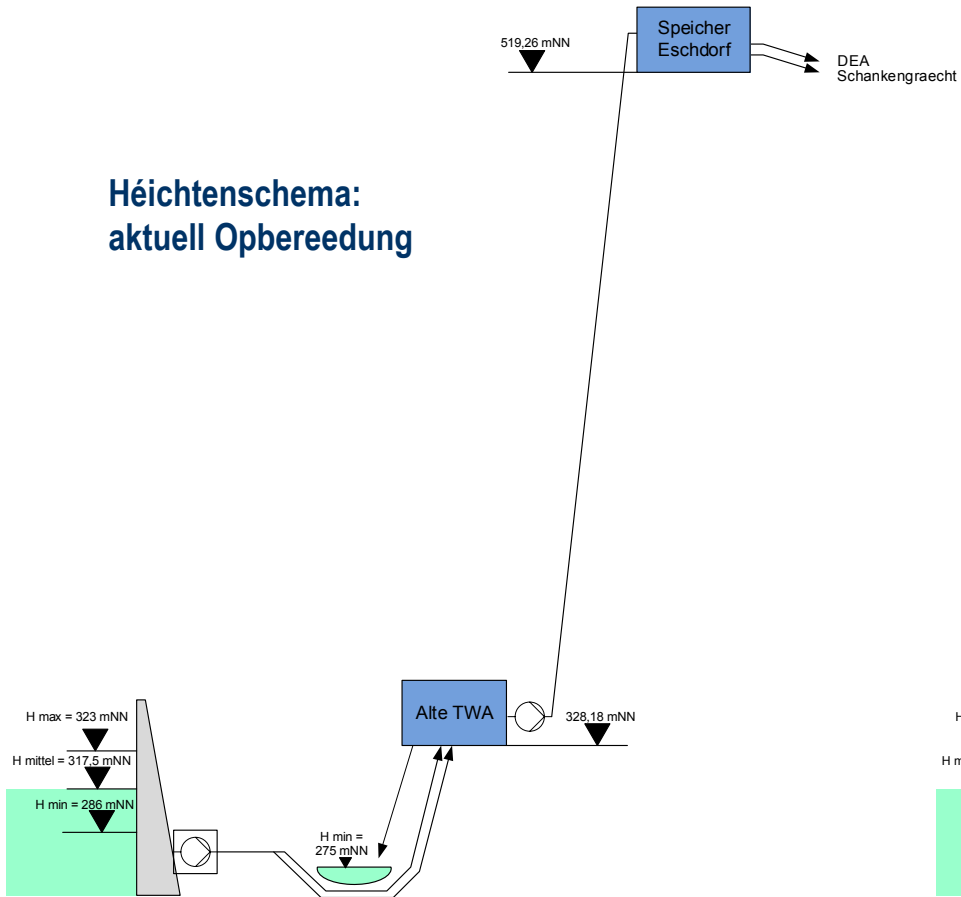 519,26 mNN
Speicher
Eschdorf
DEA
Schankengraecht
Héichtenschema:
aktuell Opbereedung
Alte TWA
328,18 mNN
H max = 323 mNN
H mittel = 317,5 mNN
H min = 286 mNN
H min =
275 mNN
H
H m